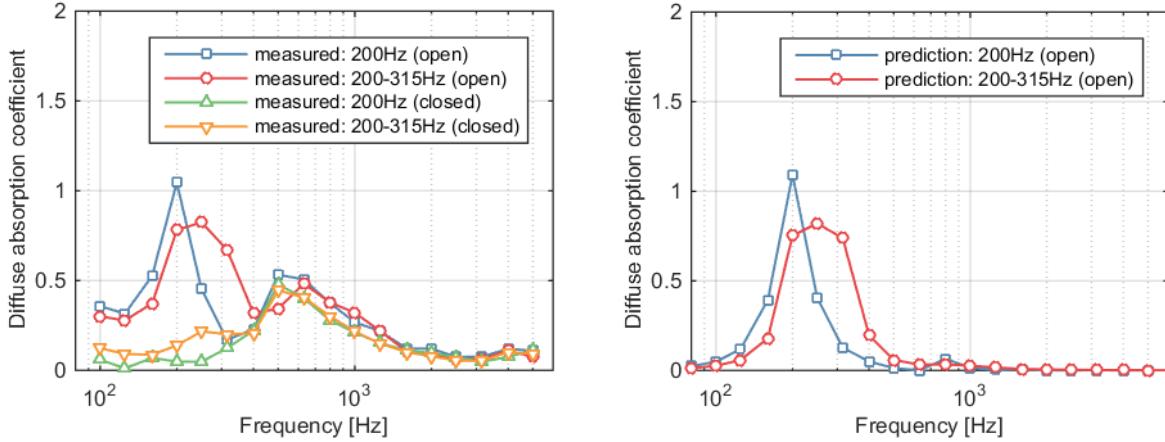 2
1.5
1
0.5
0
Diffuse absorption coefficient
measured: 200Hz (open)
measured: 200-315Hz (open)
measured: 200Hz (closed)
measured: 200-315Hz (closed)
10²
10³
Frequency [Hz]
2
1.5
1
0.5
0
Diffuse absorption coefficient
prediction: 200Hz (open)
prediction: 200-315Hz (open)
10²
10³
Frequency [Hz]